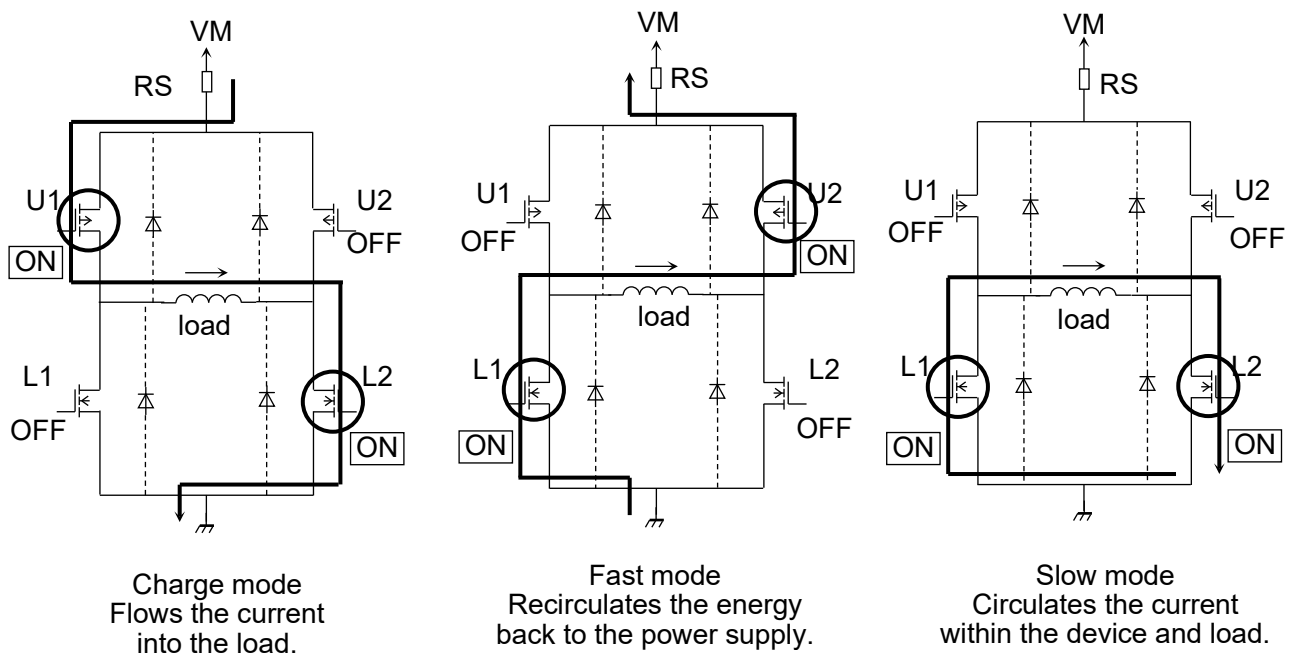 VM
RS
U1
U2
OFF
ON
load
L1
L2
OFF
ON
Charge mode
Flows the current
into the load.
VM
RS
U1
U2
OFF
ON
load
L1
L2
ON
OFF
Fast mode
Recirculates the energy
back to the power supply.
VM
RS
U1
U2
OFF
OFF
load
L1
L2
ON
ON
Slow mode
Circulates the current
within the device and load.